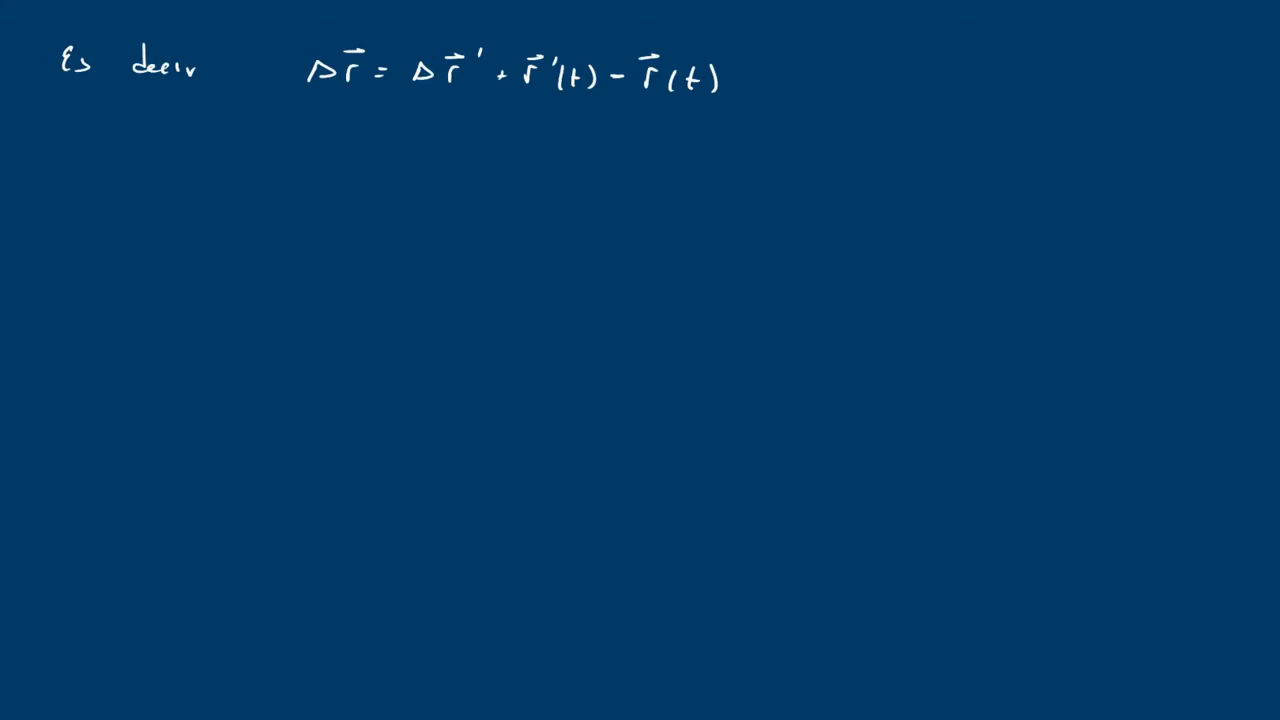 Es decir Δr⃗ = Δr⃗ ' + r⃗ '(t) − r⃗ (t)